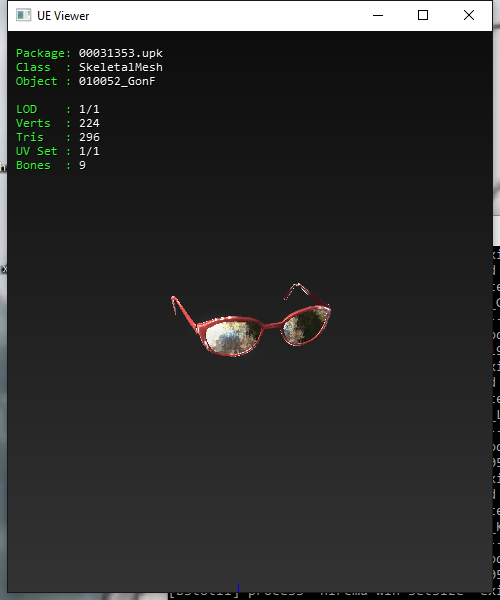 UE Viewer
Package: 00031353.upk
Class : SkeletalMesh
Object : 010052_GonF
LOD : 1/1
Verts : 224
Tris : 296
UV Set : 1/1
Bones : 9